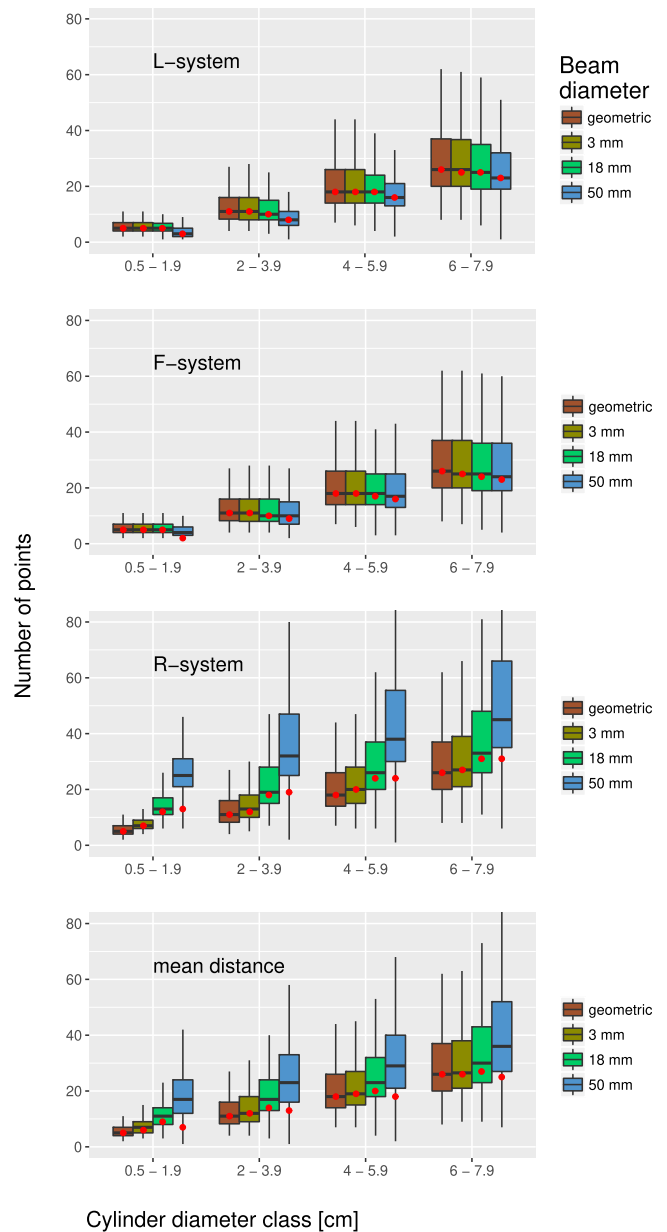 80
60
40
20
0
L−system
0.5 − 1.9
2 − 3.9
4 − 5.9
6 − 7.9
Beam
diameter
geometric
3 mm
18 mm
50 mm
80
60
40
20
0
F−system
0.5 − 1.9
2 − 3.9
4 − 5.9
6 − 7.9
geometric
3 mm
18 mm
50 mm
Number of points
80
60
40
20
0
R−system
0.5 − 1.9
2 − 3.9
4 − 5.9
6 − 7.9
geometric
3 mm
18 mm
50 mm
80
60
40
20
0
mean distance
0.5 − 1.9
2 − 3.9
4 − 5.9
6 − 7.9
geometric
3 mm
18 mm
50 mm
Cylinder diameter class [cm]